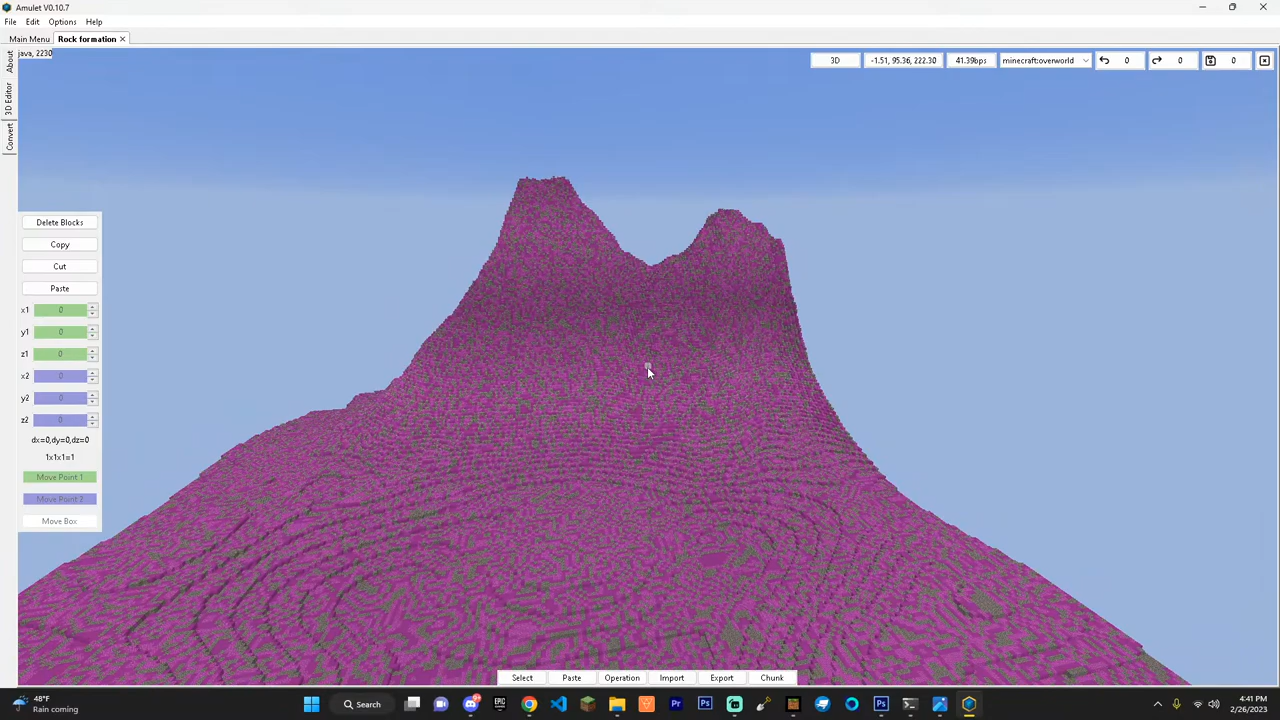 Amulet V0.10.7
File Edit Options Help
Main Menu Rock formation
java, 2230
3D -1.51, 95.36, 222.30 41.39bps minecraft:overworld 0 0 0
About
3D Editor
Convert
Delete Blocks
Copy
Cut
Paste
x1 0
y1 0
z1 0
x2 0
y2 0
z2 0
dx=0,dy=0,dz=0
1x1x1=1
Move Point 1
Move Point 2
Move Box
Select Paste Operation Import Export Chunk
48°F
Rain coming
Search
EPIC
Pr
Ps
Ps
4:41 PM
2/26/2023